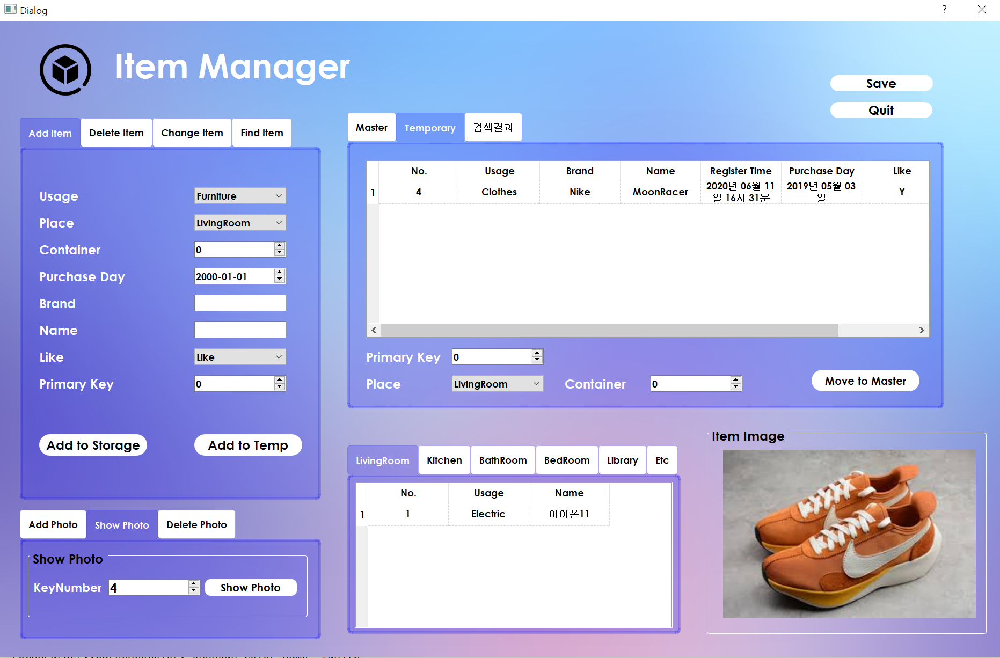 Dialog
?
Item Manager
Save
Quit
Add Item Delete Item Change Item Find Item
Usage Furniture
Place LivingRoom
Container 0
Purchase Day 2000-01-01
Brand
Name
Like Like
Primary Key 0
Add to Storage Add to Temp
Master Temporary 검색결과
No. Usage Brand Name Register Time Purchase Day Like
1 4 Clothes Nike MoonRacer 2020년 06월 11 2019년 05월 03 Y
일 16시 31분 일
Primary Key 0
Place LivingRoom Container 0 Move to Master
Add Photo Show Photo Delete Photo
Show Photo
KeyNumber 4 Show Photo
LivingRoom Kitchen BathRoom BedRoom Library Etc
No. Usage Name
1 1 Electric 아이폰11
Item Image